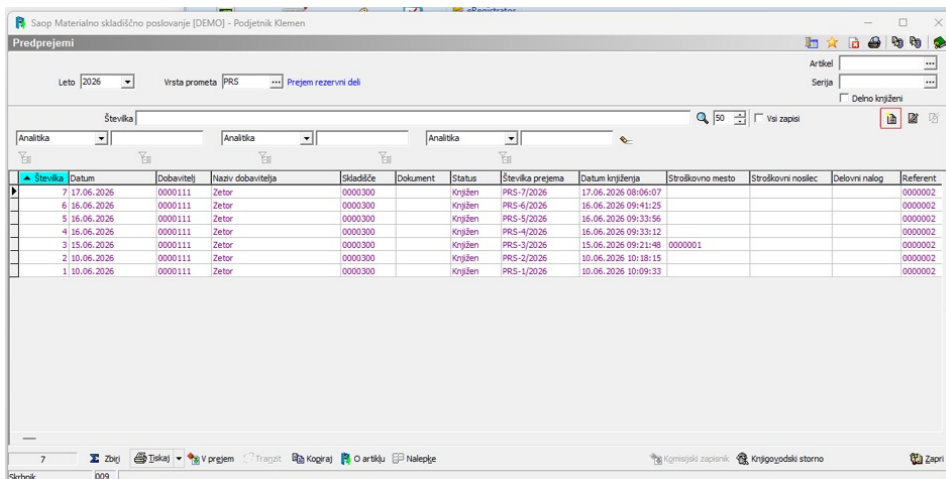 Saop Materialno skladiščno poslovanje [DEMO] - Podjetnik Klemen
Predprejemi
Artikel
Leto 2026 Vrsta prometa PRS Prejem rezervni deli Serija
Delno knjiženi
Številka 50 Vsi zapisi
Analitika Analitika Analitika
Številka Datum Dobavitelj Naziv dobavitelja Skladišče Dokument Status Številka prejema Datum knjiženja Stroškovno mesto Stroškovni nosilec Delovni nalog Referent
7 17.06.2026 0000111 Zetor 0000300 Knjižen PRS-7/2026 17.06.2026 08:06:07 0000002
6 16.06.2026 0000111 Zetor 0000300 Knjižen PRS-6/2026 16.06.2026 09:41:25 0000002
5 16.06.2026 0000111 Zetor 0000300 Knjižen PRS-5/2026 16.06.2026 09:33:56 0000002
4 16.06.2026 0000111 Zetor 0000300 Knjižen PRS-4/2026 16.06.2026 09:33:12 0000002
3 15.06.2026 0000111 Zetor 0000300 Knjižen PRS-3/2026 15.06.2026 09:21:48 0000001 0000002
2 10.06.2026 0000111 Zetor 0000300 Knjižen PRS-2/2026 10.06.2026 10:18:15 0000002
1 10.06.2026 0000111 Zetor 0000300 Knjižen PRS-1/2026 10.06.2026 10:09:33 0000002
7 Zbirj Tiskaj V prejem Tranzit Kopiraj O artiklu Nalepke Komisijski zapisnik Knjigovodski storno Zapri
Skrbnik 009